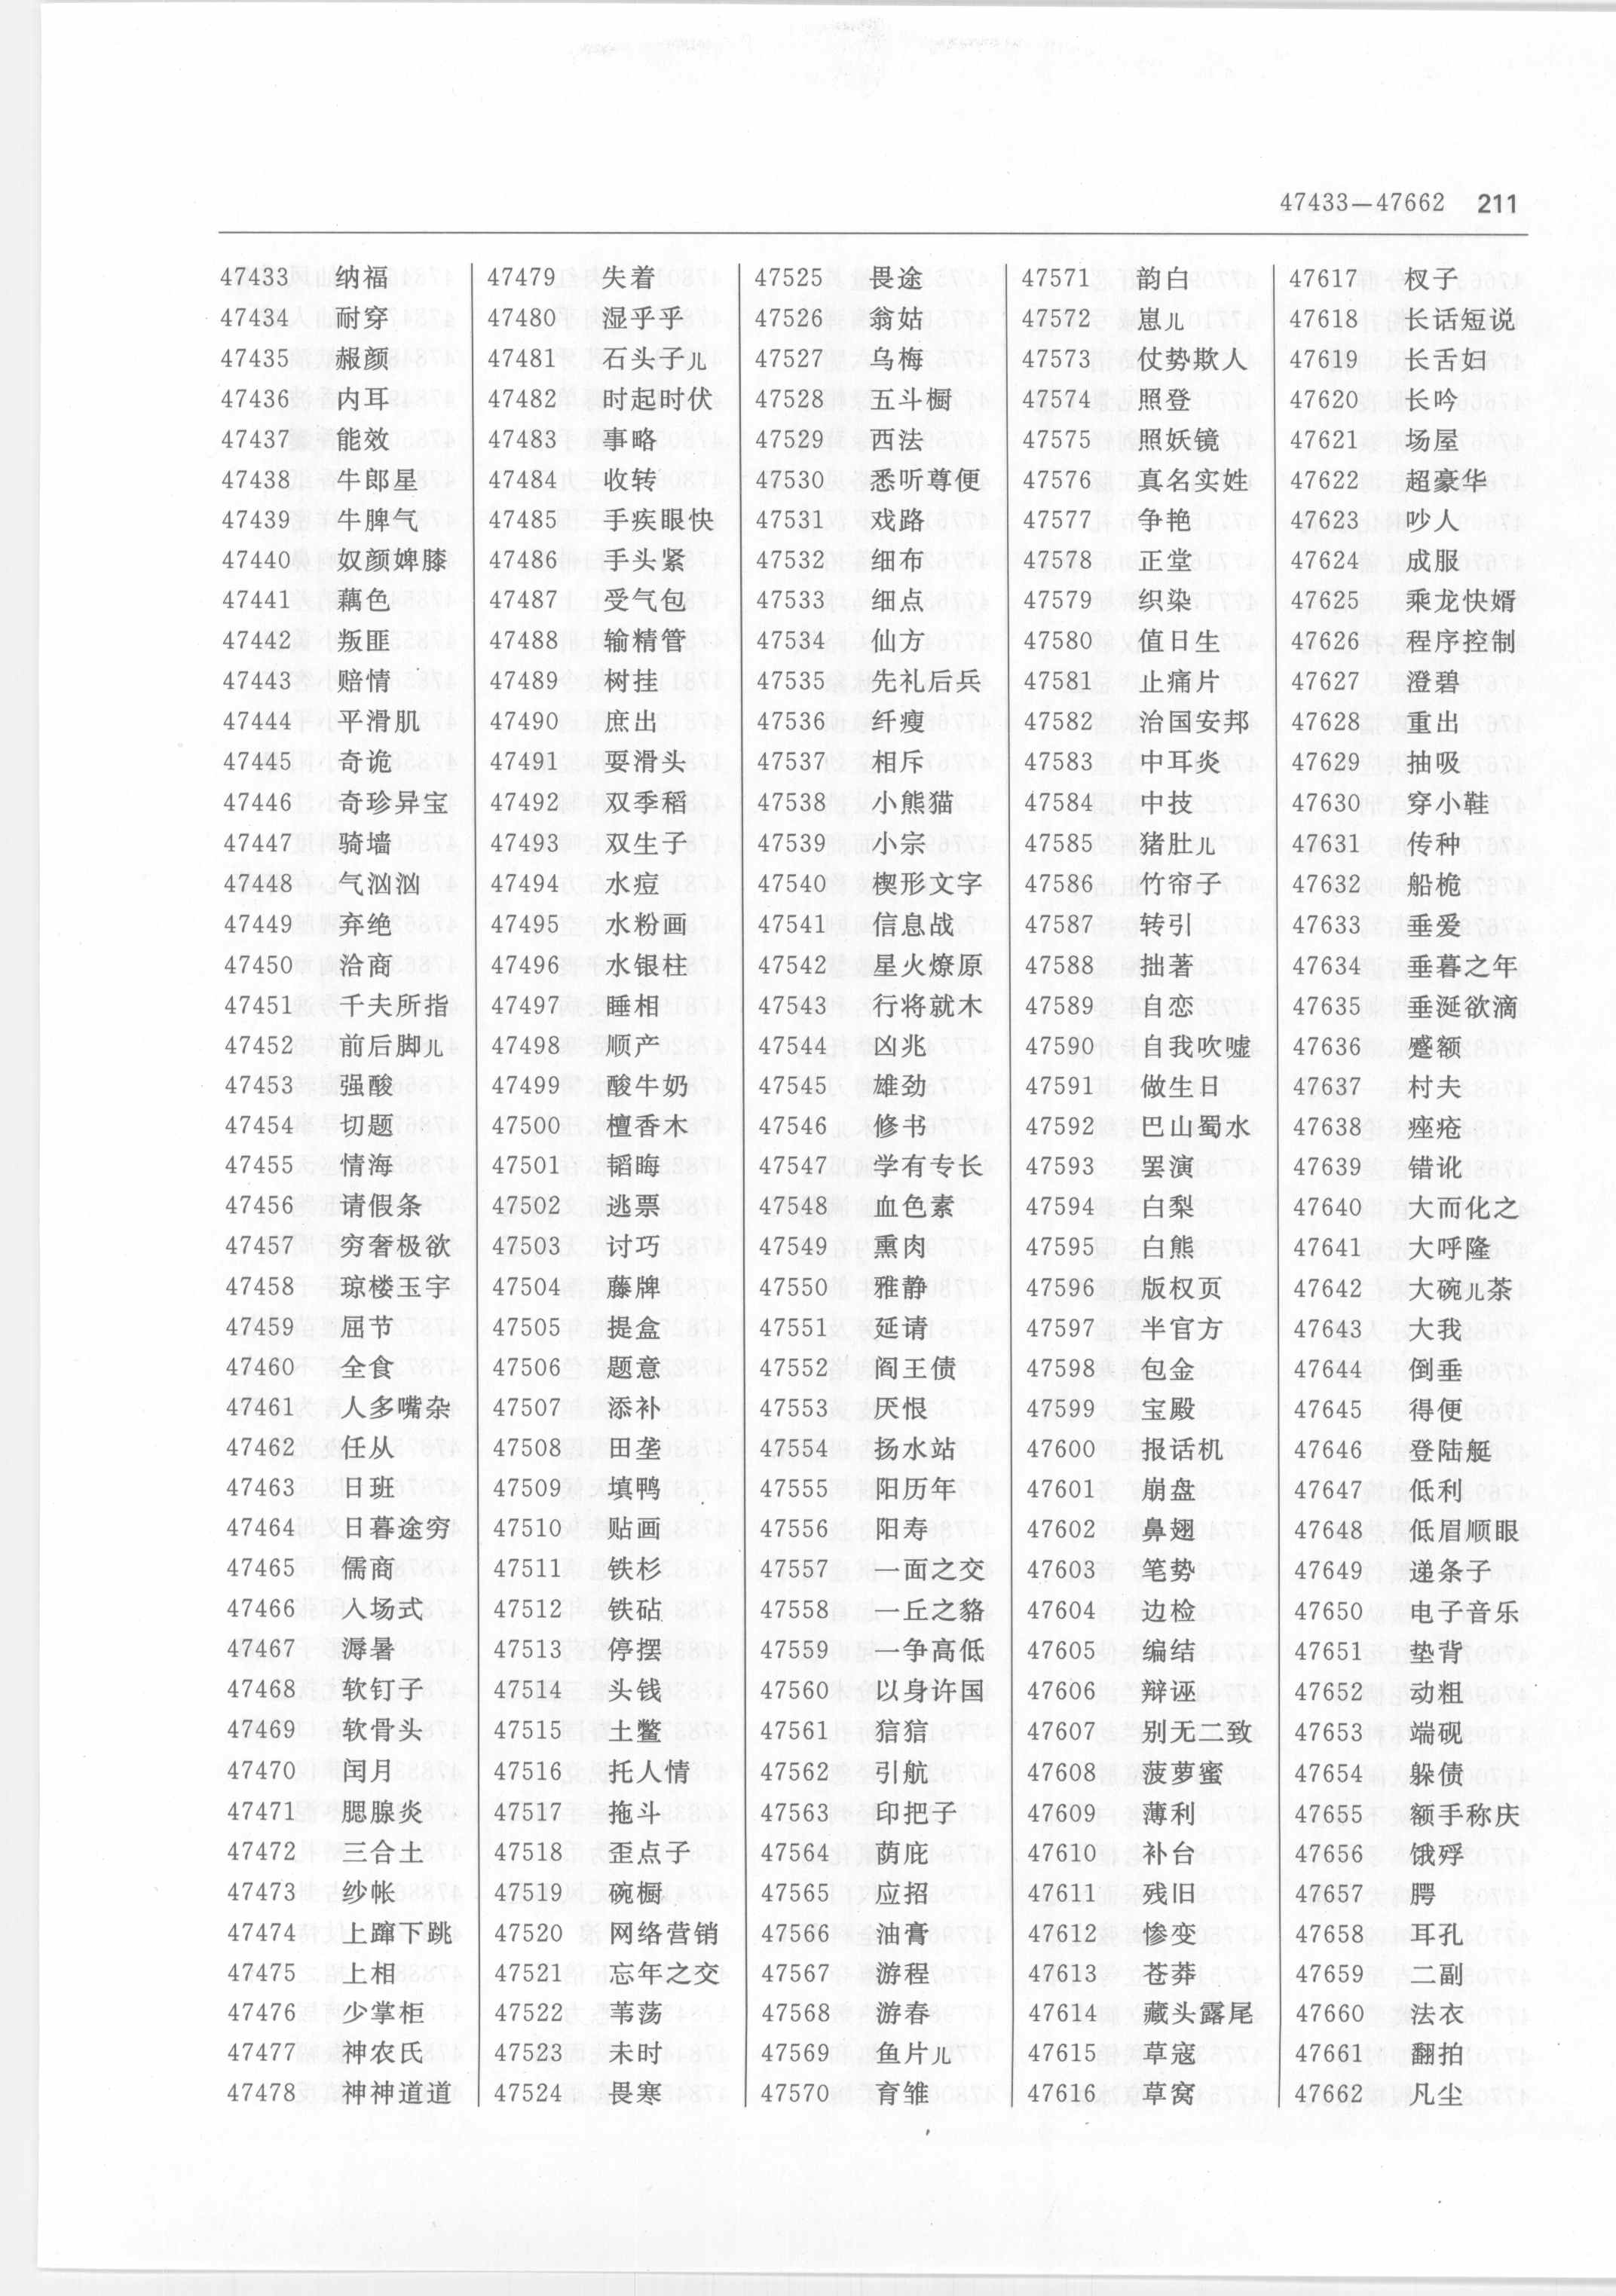 47433—47662 211
47433 纳福
47434 耐穿
47435 赧颜
47436 内耳
47437 能效
47438 牛郎星
47439 牛脾气
47440 奴颜婢膝
47441 藕色
47442 叛匪
47443 赔情
47444 平滑肌
47445 奇诡
47446 奇珍异宝
47447 骑墙
47448 气汹汹
47449 弃绝
47450 洽商
47451 千夫所指
47452 前后脚儿
47453 强酸
47454 切题
47455 情海
47456 请假条
47457 穷奢极欲
47458 琼楼玉宇
47459 屈节
47460 全食
47461 人多嘴杂
47462 任从
47463 日班
47464 日暮途穷
47465 儒商
47466 入场式
47467 溽暑
47468 软钉子
47469 软骨头
47470 闰月
47471 腮腺炎
47472 三合土
47473 纱帐
47474 上蹿下跳
47475 上相
47476 少掌柜
47477 神农氏
47478 神神道道
47479 失着
47480 湿乎乎
47481 石头子儿
47482 时起时伏
47483 事略
47484 收转
47485 手疾眼快
47486 手头紧
47487 受气包
47488 输精管
47489 树挂
47490 庶出
47491 耍滑头
47492 双季稻
47493 双生子
47494 水痘
47495 水粉画
47496 水银柱
47497 睡相
47498 顺产
47499 酸牛奶
47500 檀香木
47501 韬晦
47502 逃票
47503 讨巧
47504 藤牌
47505 提盒
47506 题意
47507 添补
47508 田垄
47509 填鸭
47510 贴画
47511 铁杉
47512 铁砧
47513 停摆
47514 头钱
47515 土鳖
47516 托人情
47517 拖斗
47518 歪点子
47519 碗橱
47520 网络营销
47521 忘年之交
47522 苇荡
47523 未时
47524 畏寒
47525 畏途
47526 翁姑
47527 乌梅
47528 五斗橱
47529 西法
47530 悉听尊便
47531 戏路
47532 细布
47533 细点
47534 仙方
47535 先礼后兵
47536 纤瘦
47537 相斥
47538 小熊猫
47539 小宗
47540 楔形文字
47541 信息战
47542 星火燎原
47543 行将就木
47544 凶兆
47545 雄劲
47546 修书
47547 学有专长
47548 血色素
47549 熏肉
47550 雅静
47551 延请
47552 阎王债
47553 厌恨
47554 扬水站
47555 阳历年
47556 阳寿
47557 一面之交
47558 一丘之貉
47559 一争高低
47560 以身许国
47561 狺狺
47562 引航
47563 印把子
47564 荫庇
47565 应招
47566 油膏
47567 游程
47568 游春
47569 鱼片儿
47570 育雏
47571 韵白
47572 崽儿
47573 仗势欺人
47574 照登
47575 照妖镜
47576 真名实姓
47577 争艳
47578 正堂
47579 织染
47580 值日生
47581 止痛片
47582 治国安邦
47583 中耳炎
47584 中技
47585 猪肚儿
47586 竹帘子
47587 转引
47588 拙著
47589 自恋
47590 自我吹嘘
47591 做生日
47592 巴山蜀水
47593 罢演
47594 白梨
47595 白熊
47596 版权页
47597 半官方
47598 包金
47599 宝殿
47600 报话机
47601 崩盘
47602 鼻翅
47603 笔势
47604 边检
47605 编结
47606 辩诬
47607 别无二致
47608 菠萝蜜
47609 薄利
47610 补台
47611 残旧
47612 惨变
47613 苍莽
47614 藏头露尾
47615 草寇
47616 草窝
47617 杈子
47618 长话短说
47619 长舌妇
47620 长吟
47621 场屋
47622 超豪华
47623 吵人
47624 成服
47625 乘龙快婿
47626 程序控制
47627 澄碧
47628 重出
47629 抽吸
47630 穿小鞋
47631 传种
47632 船桅
47633 垂爱
47634 垂暮之年
47635 垂涎欲滴
47636 蹙额
47637 村夫
47638 痤疮
47639 错讹
47640 大而化之
47641 大呼隆
47642 大碗儿茶
47643 大我
47644 倒垂
47645 得便
47646 登陆艇
47647 低利
47648 低眉顺眼
47649 递条子
47650 电子音乐
47651 垫背
47652 动粗
47653 端砚
47654 躲债
47655 额手称庆
47656 饿殍
47657 腭
47658 耳孔
47659 二副
47660 法衣
47661 翻拍
47662 凡尘